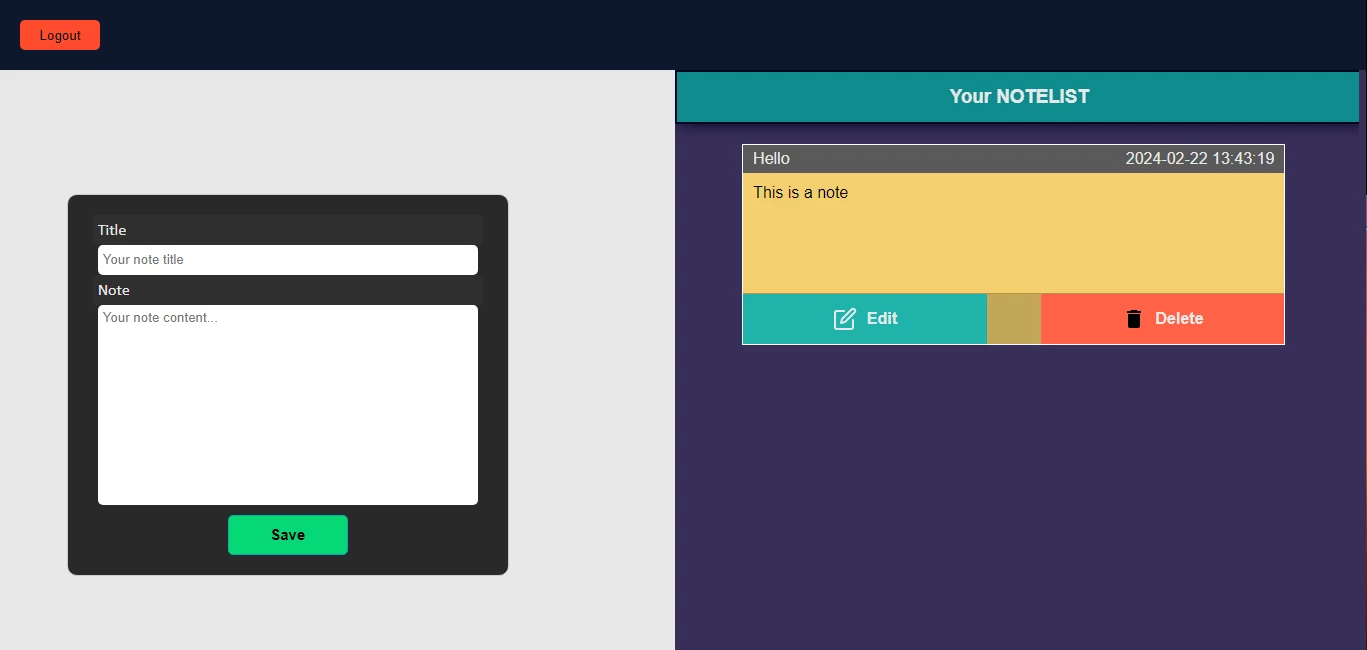 Logout
Your NOTELIST
Title
Your note title
Note
Your note content...
Save
Hello 2024-02-22 13:43:19
This is a note
Edit Delete